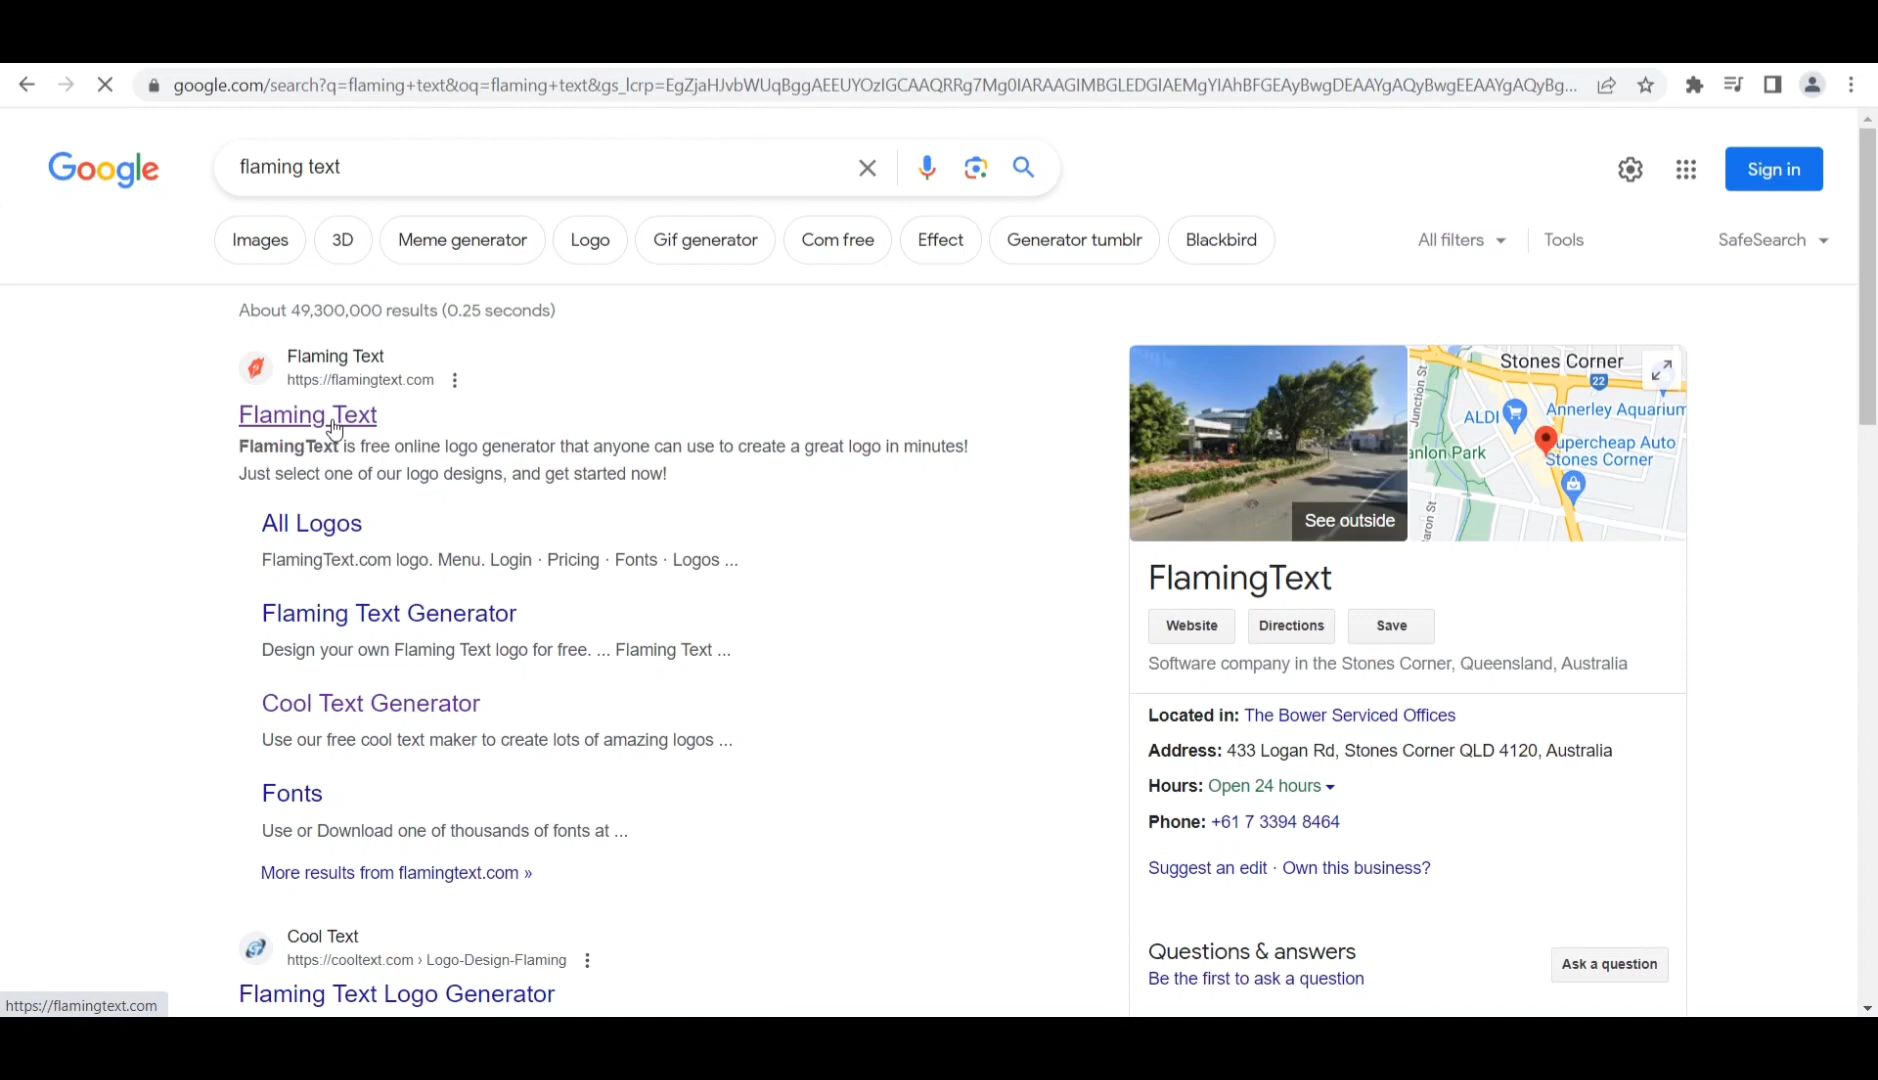 google.com/search?q=flaming+text&oq=flaming+text&gs_lcrp=EgZjaHJvbWUqBggAEEUYOzIGCAAQRRg7Mg0IARAAGIMBGLEDGIAEMgYIAhBFGEAyBwgDEAAYgAQyBwgEEAAYgAQyBg...
Google
flaming text
Sign in
Images
3D
Meme generator
Logo
Gif generator
Com free
Effect
Generator tumblr
Blackbird
All filters
Tools
SafeSearch
About 49,300,000 results (0.25 seconds)
Flaming Text
https://flamingtext.com
Flaming Text
FlamingText is free online logo generator that anyone can use to create a great logo in minutes!
Just select one of our logo designs, and get started now!
All Logos
FlamingText.com logo. Menu. Login · Pricing · Fonts · Logos ...
Flaming Text Generator
Design your own Flaming Text logo for free. ... Flaming Text ...
Cool Text Generator
Use our free cool text maker to create lots of amazing logos ...
Fonts
Use or Download one of thousands of fonts at ...
More results from flamingtext.com »
Cool Text
https://cooltext.com › Logo-Design-Flaming
Flaming Text Logo Generator
https://flamingtext.com
See outside
Stones Corner
22
Junction St
ALDI
Annerley Aquarium
Supercheap Auto
Stones Corner
anlon Park
aron St
FlamingText
Website
Directions
Save
Software company in the Stones Corner, Queensland, Australia
Located in: The Bower Serviced Offices
Address: 433 Logan Rd, Stones Corner QLD 4120, Australia
Hours: Open 24 hours
Phone: +61 7 3394 8464
Suggest an edit · Own this business?
Questions & answers
Be the first to ask a question
Ask a question